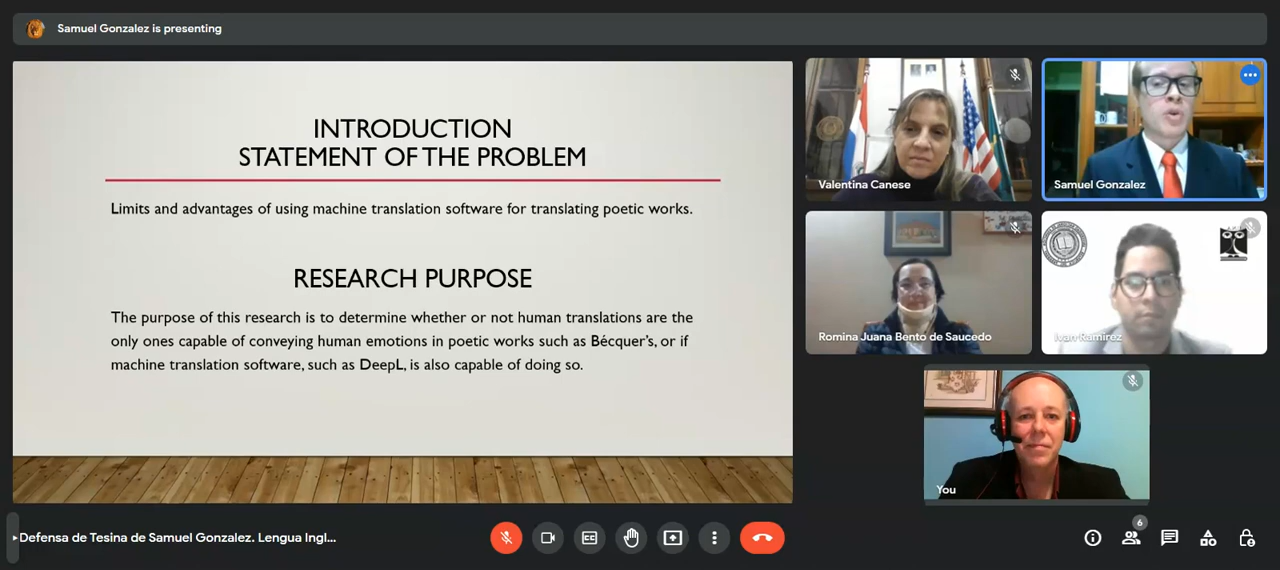 Samuel Gonzalez is presenting
INTRODUCTION
STATEMENT OF THE PROBLEM
Limits and advantages of using machine translation software for translating poetic works.
RESEARCH PURPOSE
The purpose of this research is to determine whether or not human translations are the
only ones capable of conveying human emotions in poetic works such as Bécquer's, or if
machine translation software, such as DeepL, is also capable of doing so.
Valentina Canese
Samuel Gonzalez
Romina Juana Bento de Saucedo
Ivan Ramirez
You
Defensa de Tesina de Samuel Gonzalez. Lengua Ingl...
CC
6